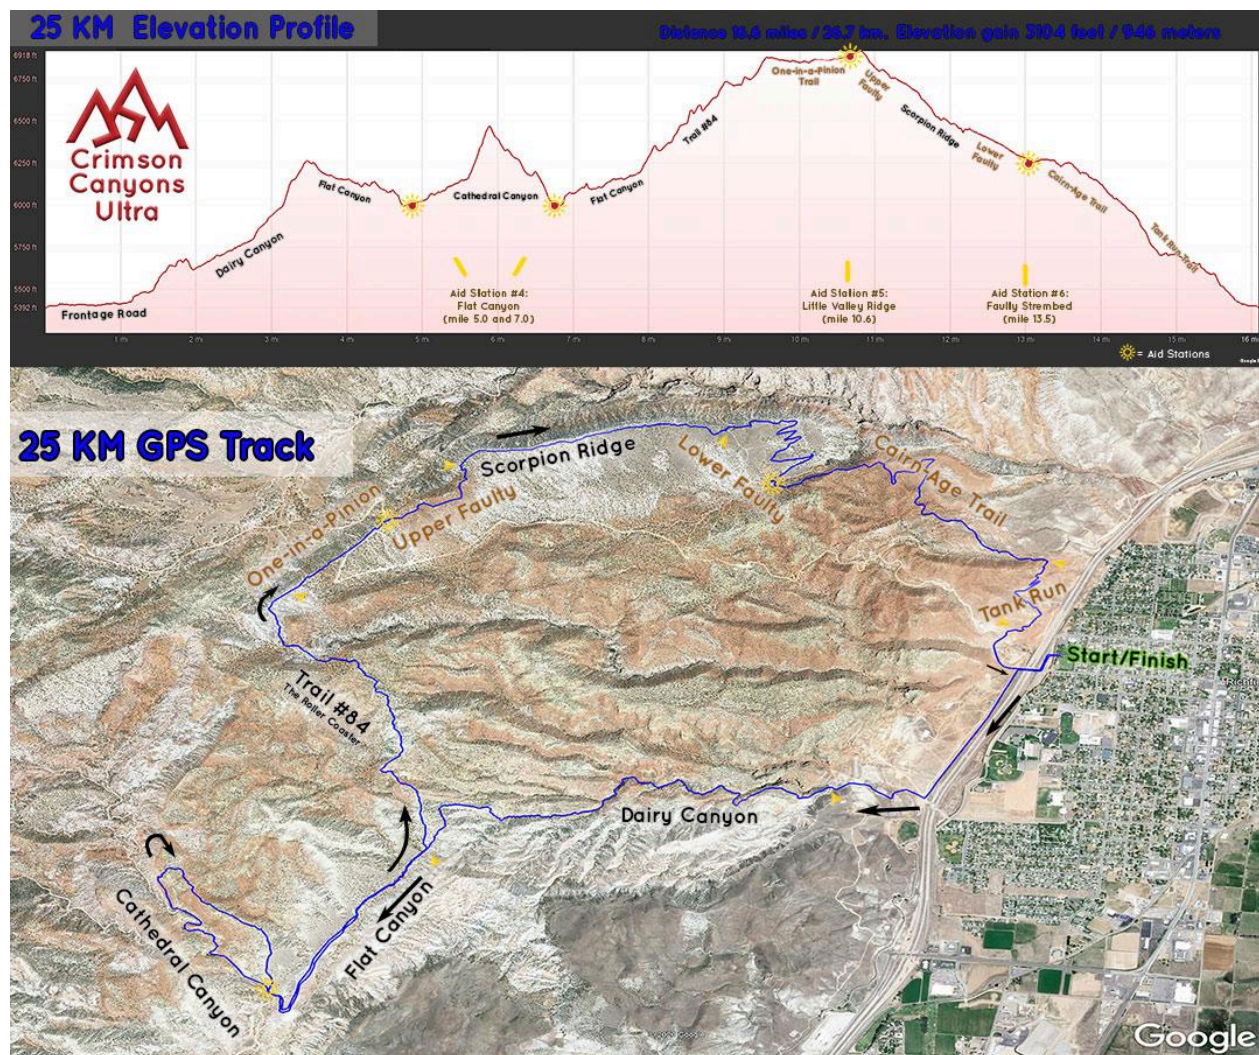 25 KM Elevation Profile
Distance 16.6 miles / 26.7 km. Elevation gain 3104 feet / 946 meters
6918 ft
6750 ft
6500 ft
6250 ft
6000 ft
5750 ft
5500 ft
5392 ft
Crimson
Canyons
Ultra
Frontage Road
Dairy Canyon
Flat Canyon
Cathedral Canyon
Flat Canyon
Trail #84
One-in-a-Pinion
Trail
Upper
Faulty
Scorpion Ridge
Lower
Faulty
Cairn-Age Trail
Tank Run Trail
Aid Station #4:
Flat Canyon
(mile 5.0 and 7.0)
Aid Station #5:
Little Valley Ridge
(mile 10.6)
Aid Station #6:
Faulty Strembed
(mile 13.5)
1 mi
2 mi
3 mi
4 mi
5 mi
6 mi
7 mi
8 mi
9 mi
10 mi
11 mi
12 mi
13 mi
14 mi
15 mi
16 mi
= Aid Stations
25 KM GPS Track
Scorpion Ridge
Lower Faulty
Cairn-Age Trail
One-in-a-Pinion
Upper Faulty
Tank Run
Start/Finish
Trail #84
The Roller Coaster
Dairy Canyon
Flat Canyon
Cathedral Canyon
Google